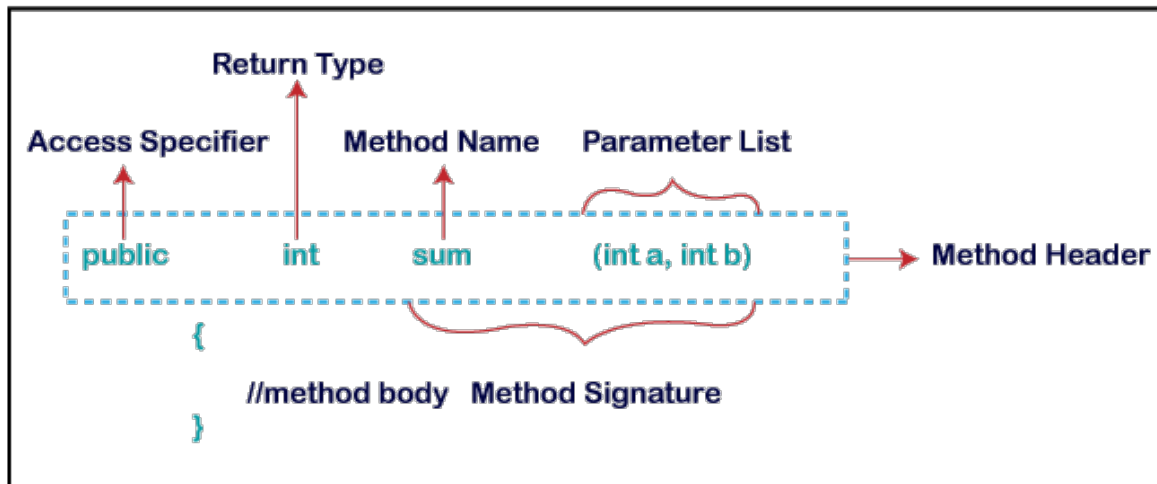 Return Type
Access Specifier Method Name Parameter List
public int sum (int a, int b) Method Header
{
//method body Method Signature
}